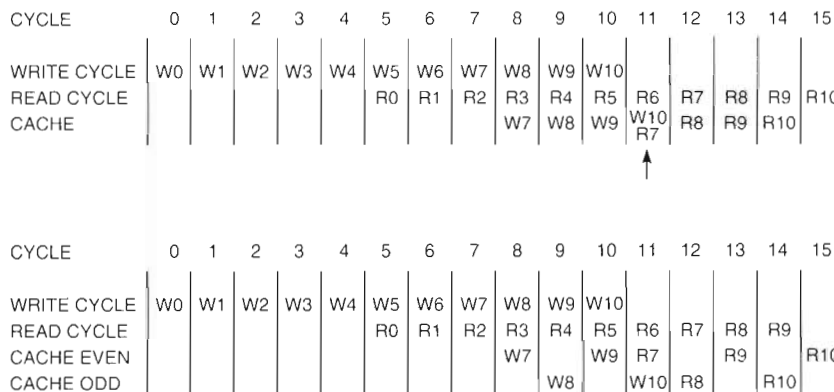 CYCLE 0 1 2 3 4 5 6 7 8 9 10 11 12 13 14 15
WRITE CYCLE W0 W1 W2 W3 W4 W5 W6 W7 W8 W9 W10
READ CYCLE R0 R1 R2 R3 R4 R5 R6 R7 R8 R9 R10
CACHE W7 W8 W9 W10 R8 R9 R10
R7
CYCLE 0 1 2 3 4 5 6 7 8 9 10 11 12 13 14 15
WRITE CYCLE W0 W1 W2 W3 W4 W5 W6 W7 W8 W9 W10
READ CYCLE R0 R1 R2 R3 R4 R5 R6 R7 R8 R9
CACHE EVEN W7 W9 R7 R9 R10
CACHE ODD W8 W10 R8 R10